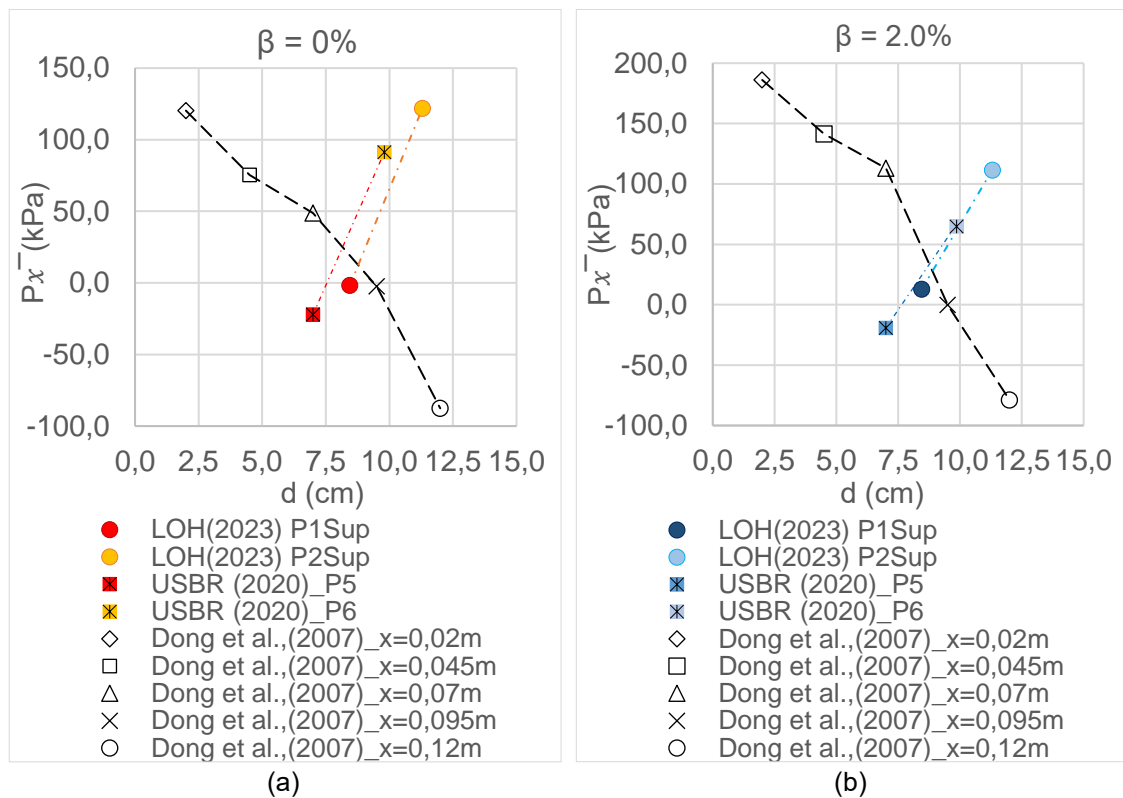 β = 0%
150,0
100,0
50,0
0,0
-50,0
-100,0
Px̅ (kPa)
0,0 2,5 5,0 7,5 10,0 12,5 15,0
d (cm)
LOH(2023) P1Sup
LOH(2023) P2Sup
USBR (2020)_P5
USBR (2020)_P6
Dong et al.,(2007)_x=0,02m
Dong et al.,(2007)_x=0,045m
Dong et al.,(2007)_x=0,07m
Dong et al.,(2007)_x=0,095m
Dong et al.,(2007)_x=0,12m
(a)
β = 2.0%
200,0
150,0
100,0
50,0
0,0
-50,0
-100,0
Px̅ (kPa)
0,0 2,5 5,0 7,5 10,0 12,5 15,0
d (cm)
LOH(2023) P1Sup
LOH(2023) P2Sup
USBR (2020)_P5
USBR (2020)_P6
Dong et al.,(2007)_x=0,02m
Dong et al.,(2007)_x=0,045m
Dong et al.,(2007)_x=0,07m
Dong et al.,(2007)_x=0,095m
Dong et al.,(2007)_x=0,12m
(b)